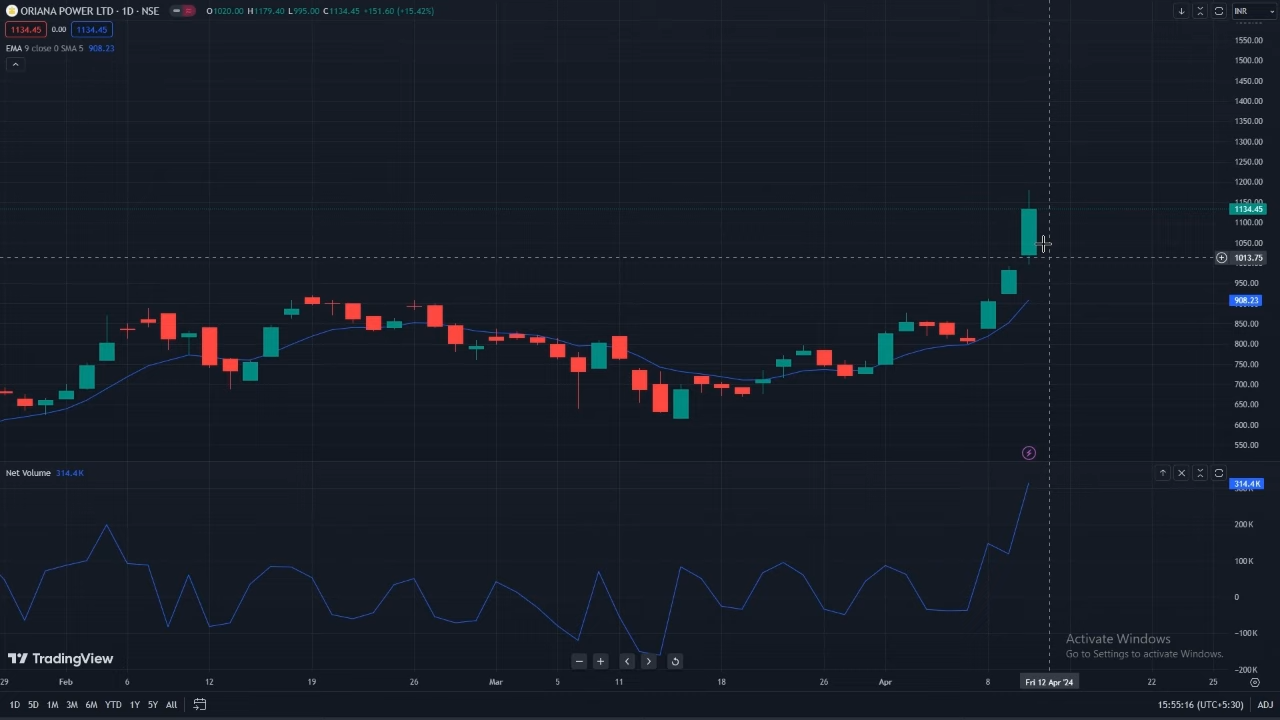 ORIANA POWER LTD · 1D · NSE O1020.00 H1179.40 L995.00 C1134.45 +151.60 (+15.42%) INR
1134.45 0.00 1134.45
EMA 9 close 0 SMA 5 908.23
1550.00
1500.00
1450.00
1400.00
1350.00
1300.00
1250.00
1200.00
1134.45
1100.00
1050.00
1013.75
950.00
908.23
850.00
800.00
750.00
700.00
650.00
600.00
550.00
Net Volume 314.4K
314.4K
200K
100K
0
-100K
-200K
Activate Windows
Go to Settings to activate Windows.
TradingView
29 Feb 6 12 19 26 Mar 5 11 18 26 Apr 8 Fri 12 Apr '24 22 25
1D 5D 1M 3M 6M YTD 1Y 5Y All 15:55:16 (UTC+5:30) ADJ